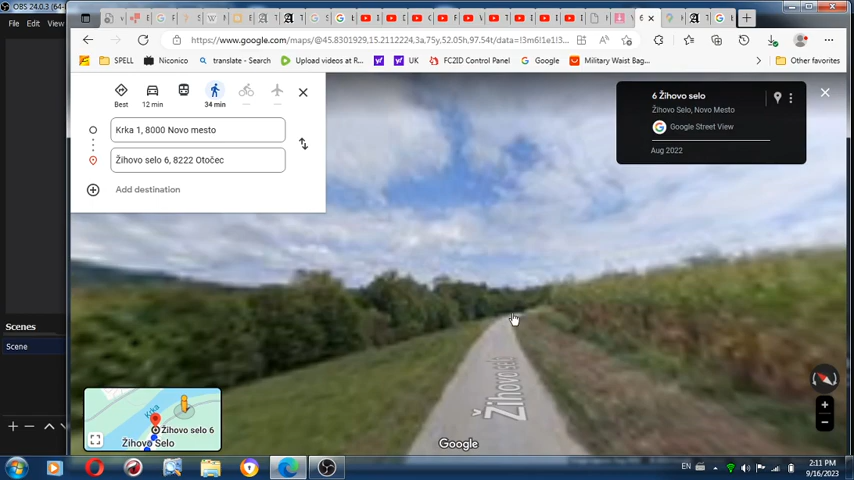 OBS 24.0.3 (64-
File Edit View
https://www.google.com/maps/@45.8301929,15.2112224,3a,75y,52.05h,97.54t/data=!3m6!1e1!3...
SPELL
Upload videos at R...
Niconico
translate - Search
UK
FC2ID Control Panel
Google
Military Waist Bag...
Other favorites
Best
12 min
34 min
Krka 1, 8000 Novo mesto
Žihovo selo 6, 8222 Otočec
Add destination
6 Žihovo selo
Žihovo Selo, Novo Mesto
Google Street View
Aug 2022
Žihovo selo
Krka
Žihovo selo 6
Žihovo Selo
Google
Scenes
Scene
EN
2:11 PM
9/16/2023